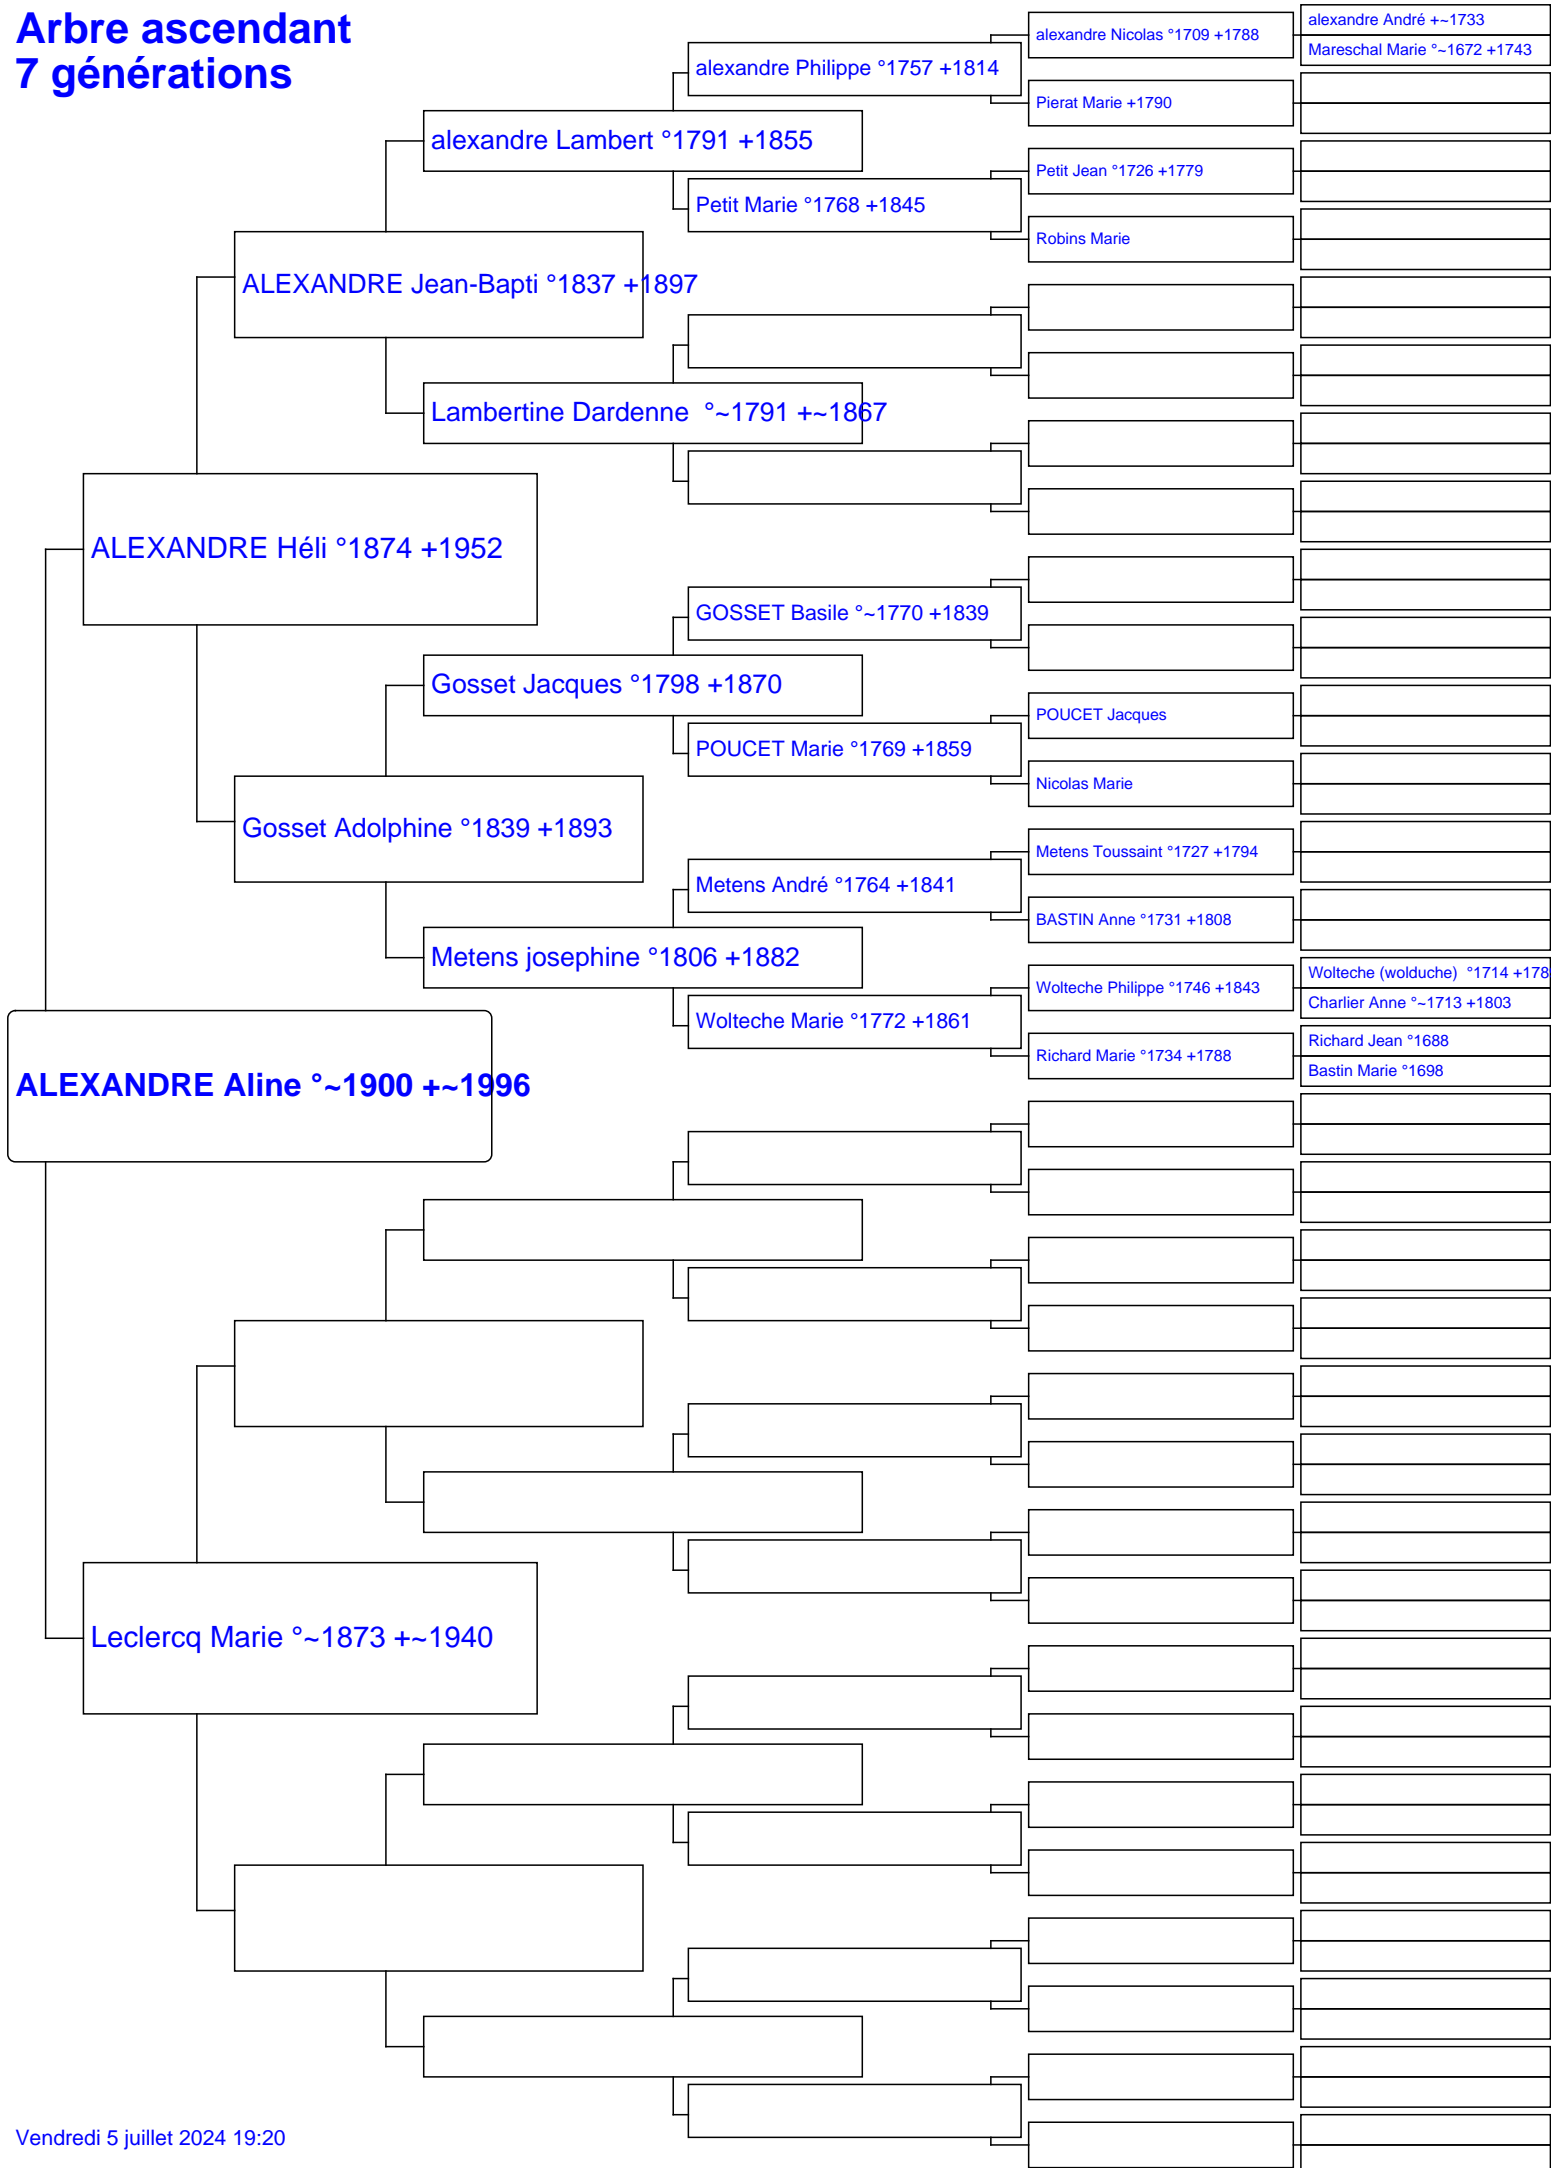 Arbre ascendant
7 générations
alexandre André +~1733
alexandre Nicolas °1709 +1788
Mareschal Marie °~1672 +1743
alexandre Philippe °1757 +1814
Pierat Marie +1790
alexandre Lambert °1791 +1855
Petit Jean °1726 +1779
Petit Marie °1768 +1845
Robins Marie
ALEXANDRE Jean-Bapti °1837 +1897
Lambertine Dardenne  °~1791 +~1867
ALEXANDRE Héli °1874 +1952
GOSSET Basile °~1770 +1839
Gosset Jacques °1798 +1870
POUCET Jacques
POUCET Marie °1769 +1859
Nicolas Marie
Gosset Adolphine °1839 +1893
Metens Toussaint °1727 +1794
Metens André °1764 +1841
BASTIN Anne °1731 +1808
Metens josephine °1806 +1882
Wolteche (wolduche)  °1714 +178
Wolteche Philippe °1746 +1843
Charlier Anne °~1713 +1803
Wolteche Marie °1772 +1861
Richard Jean °1688
Richard Marie °1734 +1788
Bastin Marie °1698
ALEXANDRE Aline °~1900 +~1996
Leclercq Marie °~1873 +~1940
Vendredi 5 juillet 2024 19:20